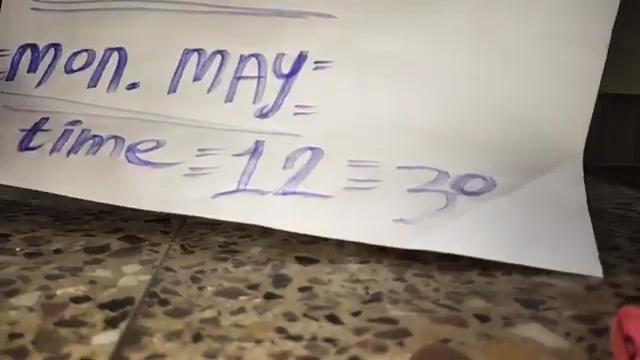 =mon. MAY=
time = 12 = 30